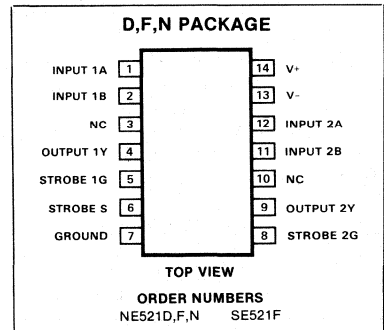 D,F,N PACKAGE
INPUT 1A 1 14 V+
INPUT 1B 2 13 V–
NC 3 12 INPUT 2A
OUTPUT 1Y 4 11 INPUT 2B
STROBE 1G 5 10 NC
STROBE S 6 9 OUTPUT 2Y
GROUND 7 8 STROBE 2G
TOP VIEW
ORDER NUMBERS
NE521D,F,N SE521F